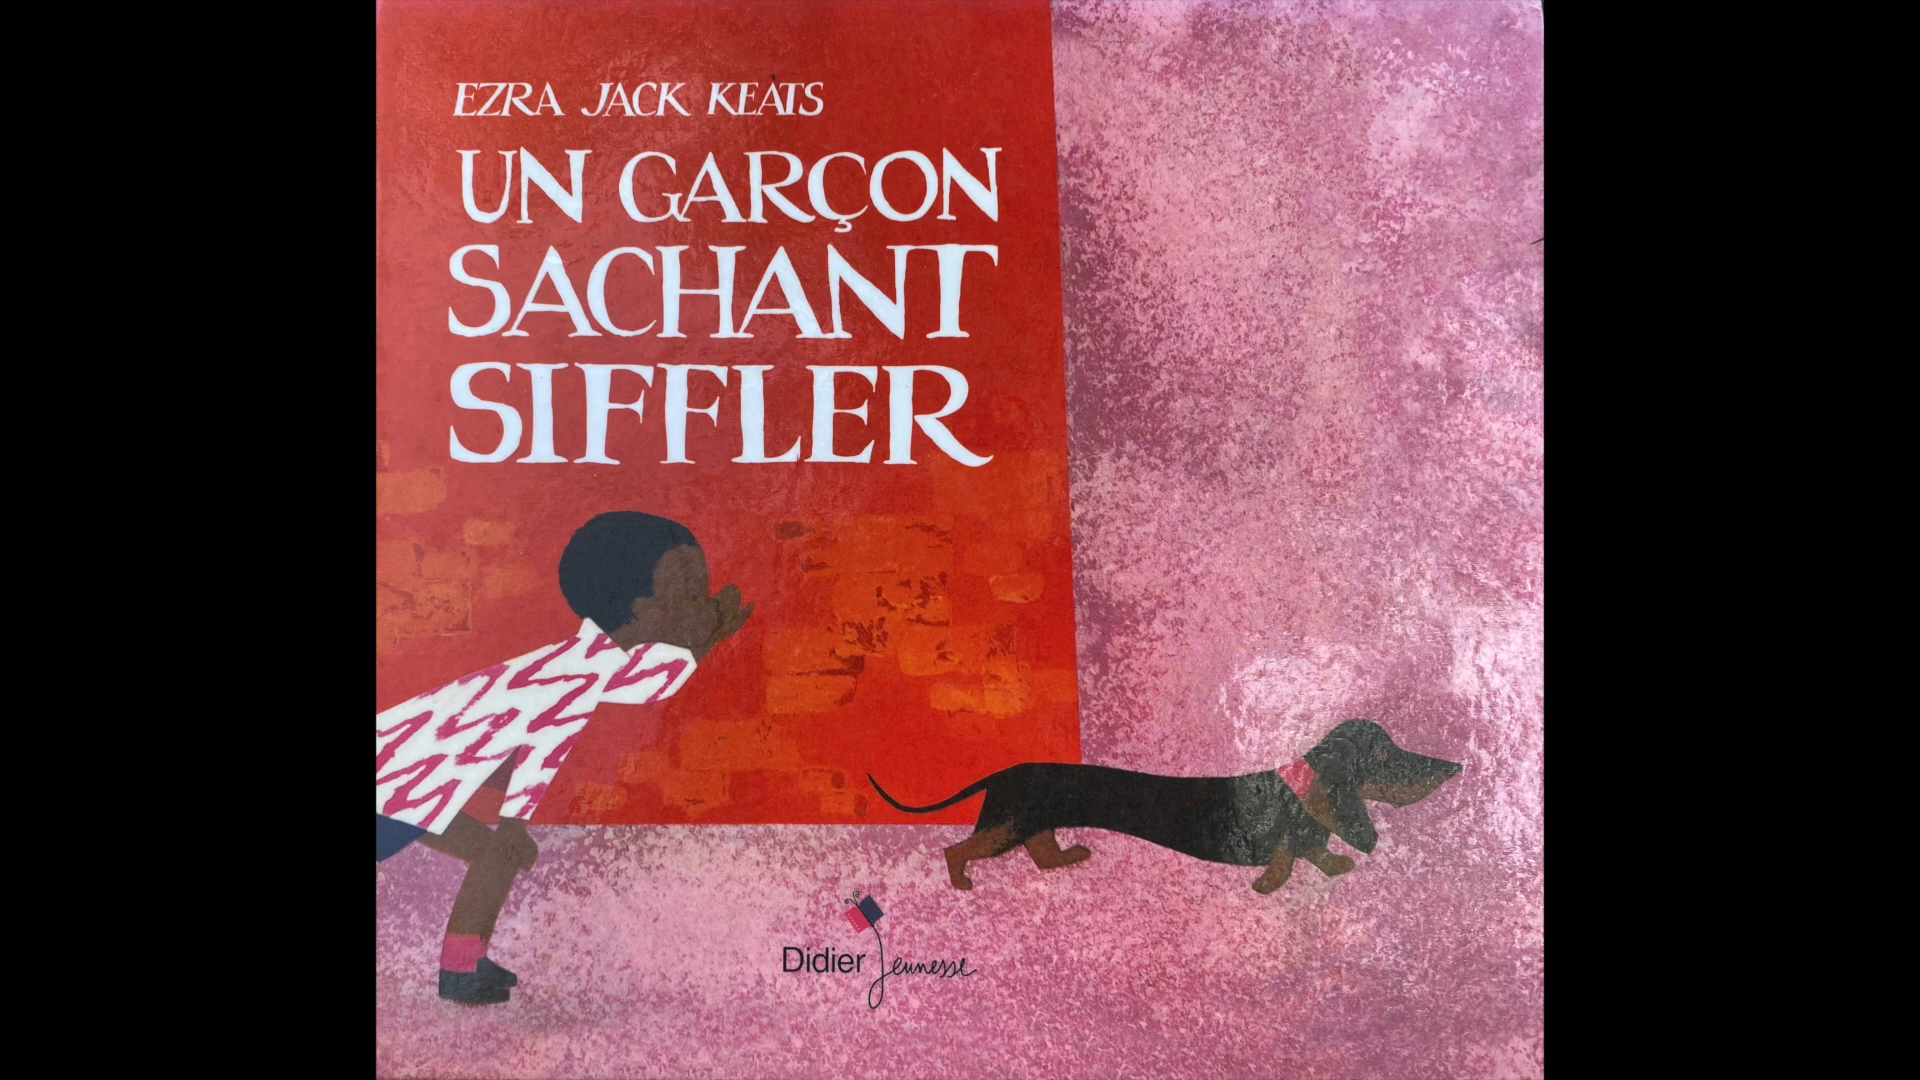 EZRA JACK KEATS
UN GARÇON
SACHANT
SIFFLER
Didier Jeunesse